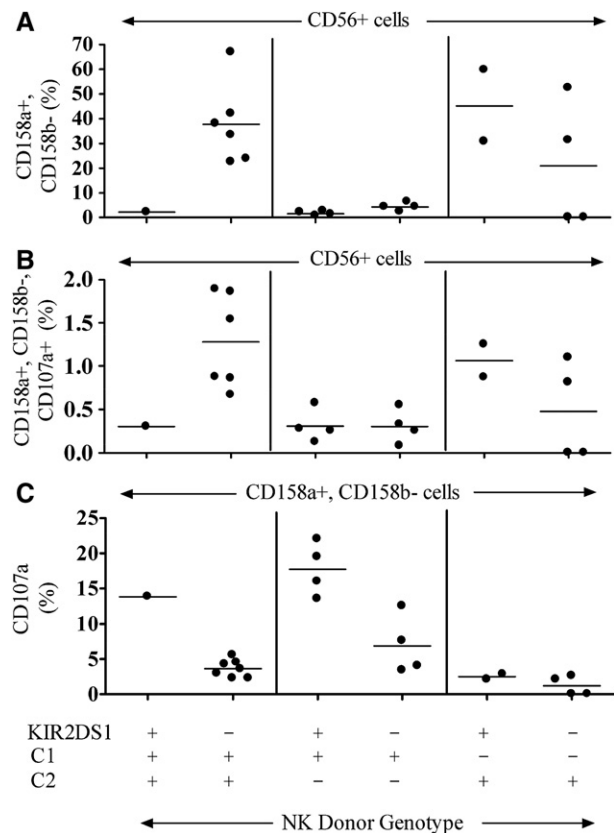 A
CD56+ cells
CD158a+,
CD158b- (%)
70
60
50
40
30
20
10
0
B
CD56+ cells
CD158a+, CD158b-,
CD107a+ (%)
2.0
1.5
1.0
0.5
0.0
C
CD158a+, CD158b- cells
CD107a
(%)
25
20
15
10
5
0
KIR2DS1 + − + − + −
C1 + + + + − −
C2 + + − − + +
NK Donor Genotype